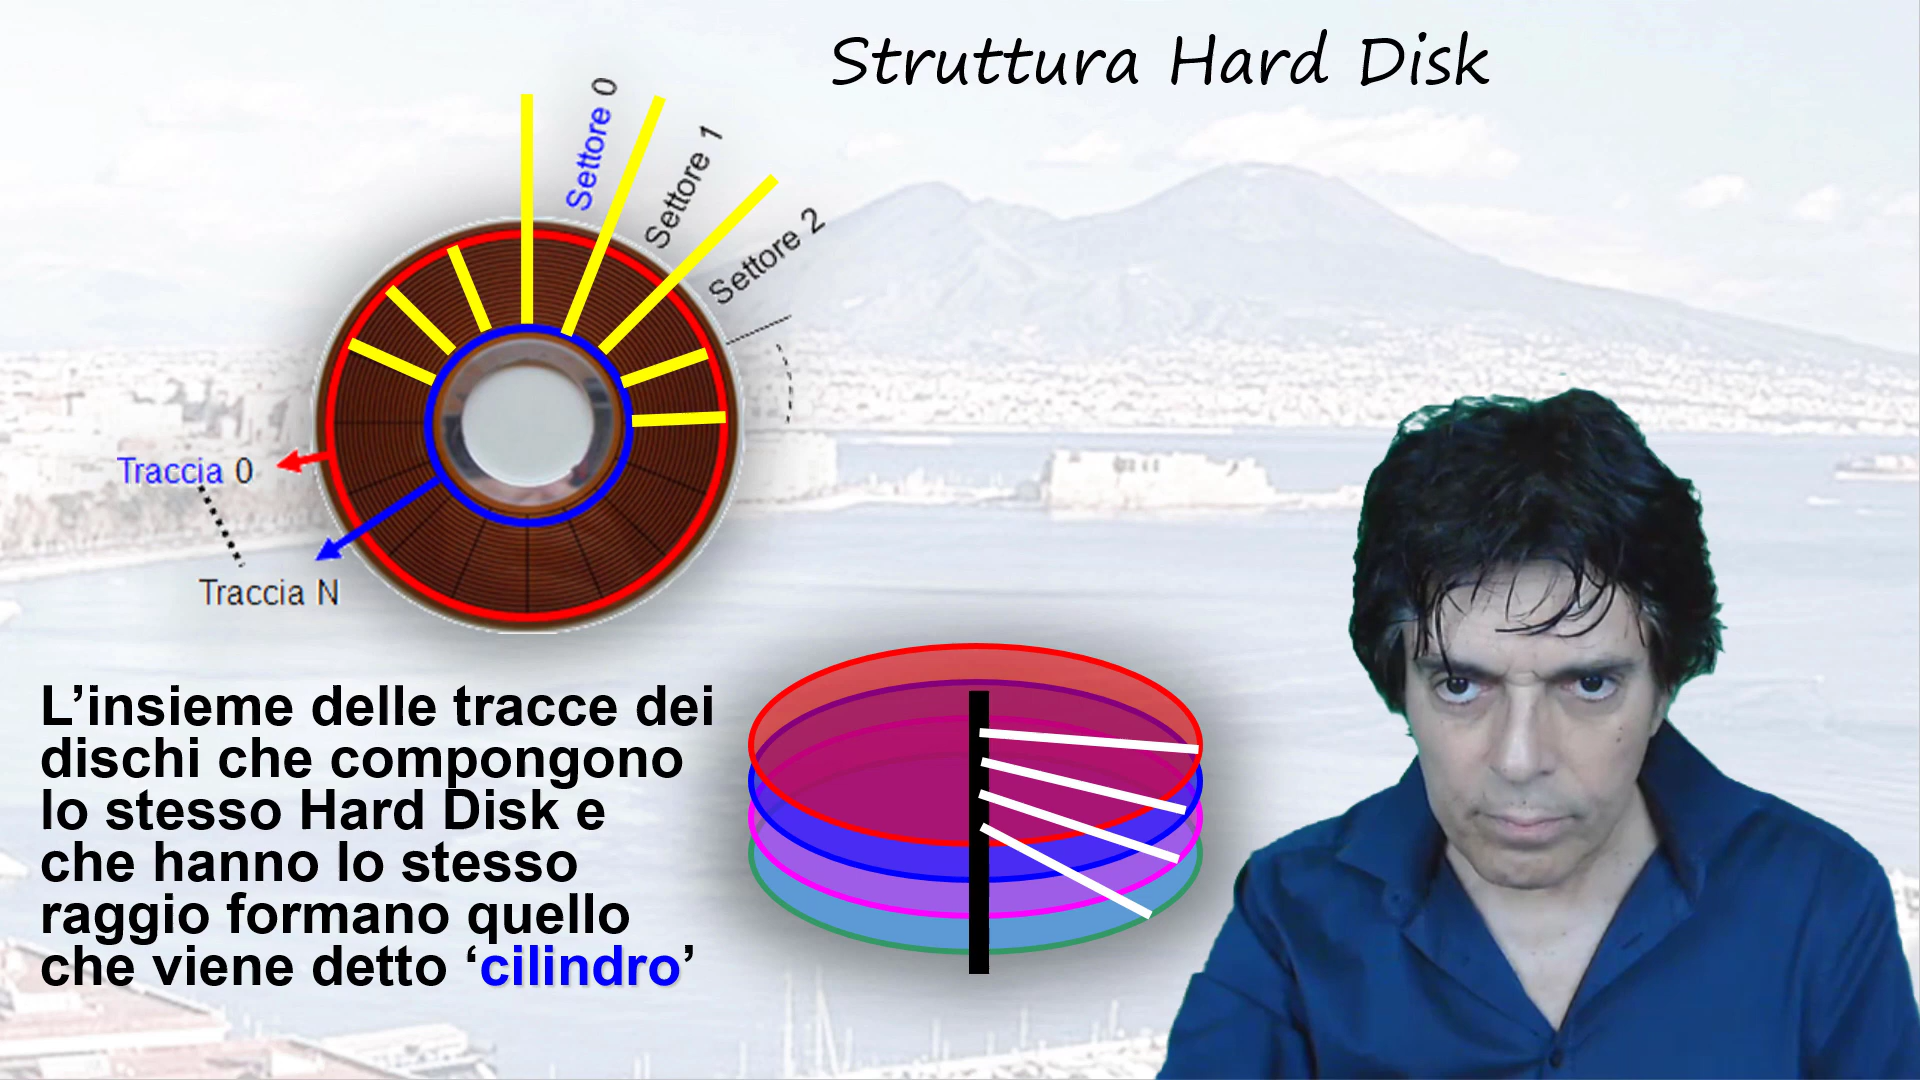 Struttura Hard Disk
Settore 0
Settore 1
Settore 2
Traccia 0
Traccia N
L’insieme delle tracce dei
dischi che compongono
lo stesso Hard Disk e
che hanno lo stesso
raggio formano quello
che viene detto ‘cilindro’